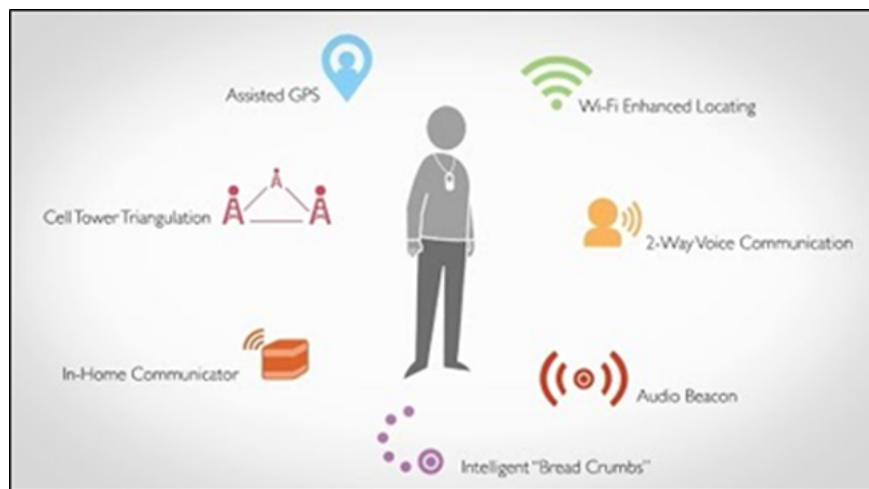 Assisted GPS
Wi-Fi Enhanced Locating
Cell Tower Triangulation
2-Way Voice Communication
In-Home Communicator
Audio Beacon
Intelligent "Bread Crumbs"